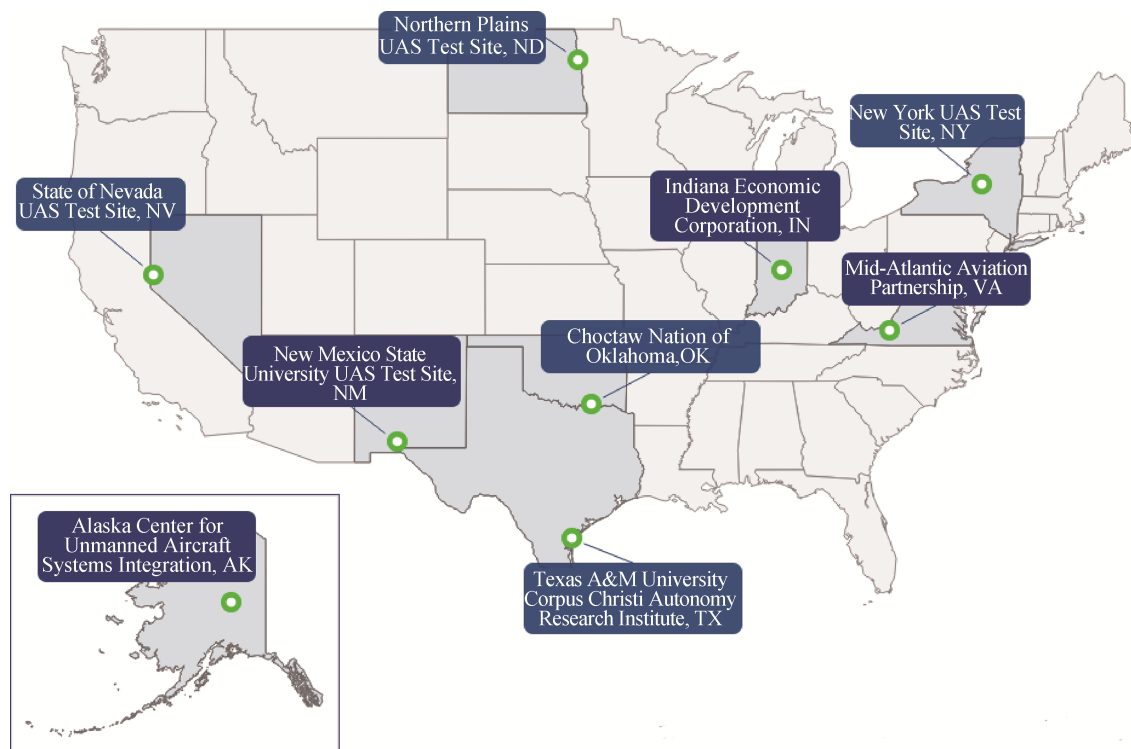 Northern Plains
UAS Test Site, ND
New York UAS Test
Site, NY
State of Nevada
UAS Test Site, NV
Indiana Economic
Development
Corporation, IN
Mid-Atlantic Aviation
Partnership, VA
Choctaw Nation of
Oklahoma,OK
New Mexico State
University UAS Test Site,
NM
Alaska Center for
Unmanned Aircraft
Systems Integration, AK
Texas A&M University
Corpus Christi Autonomy
Research Institute, TX